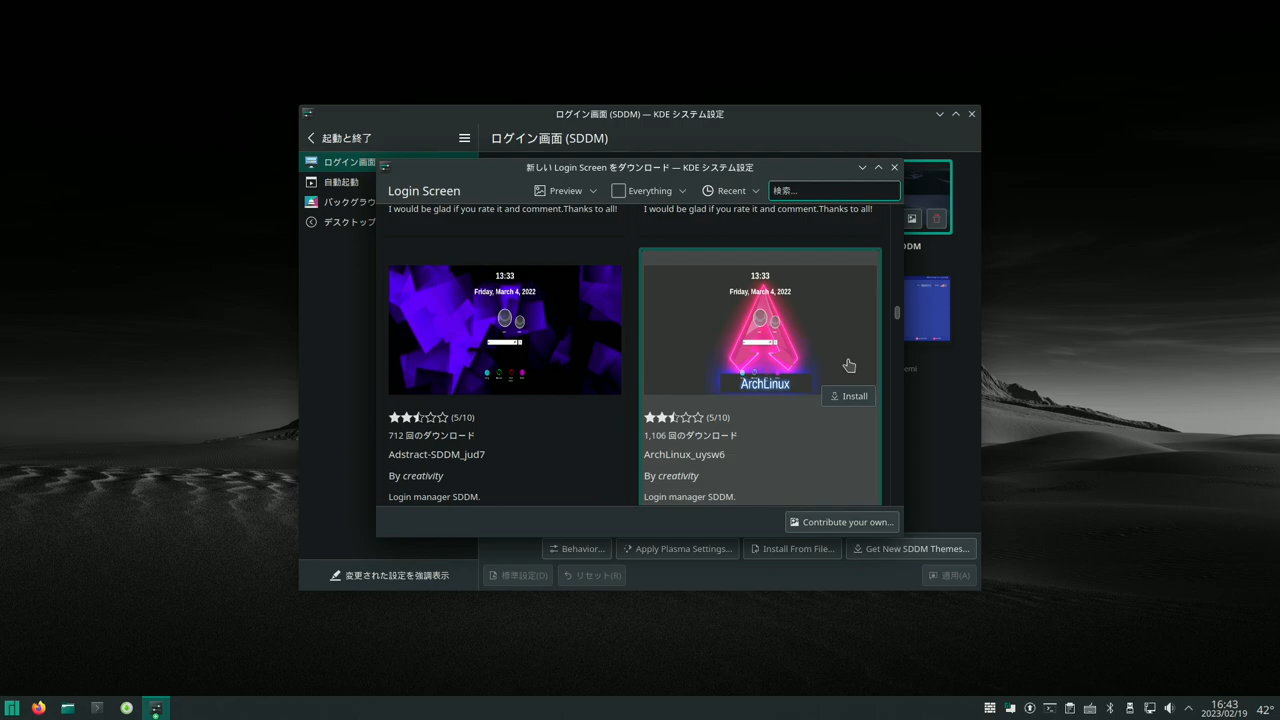 ログイン画面 (SDDM) — KDE システム設定
起動と終了
ログイン画面 (SDDM)
ログイン画面
自動起動
バックグラウ
デスクトップ
新しい Login Screen をダウンロード — KDE システム設定
Login Screen
Preview
Everything
Recent
検索...
I would be glad if you rate it and comment.Thanks to all!
I would be glad if you rate it and comment.Thanks to all!
13:33
Friday, March 4, 2022
13:33
Friday, March 4, 2022
ArchLinux
Install
(5/10)
712 回のダウンロード
Adstract-SDDM_jud7
By creativity
Login manager SDDM.
(5/10)
1,106 回のダウンロード
ArchLinux_uysw6
By creativity
Login manager SDDM.
DDM
emi
Contribute your own...
Behavior...
Apply Plasma Settings...
Install From File...
Get New SDDM Themes...
変更された設定を強調表示
標準設定(D)
リセット(R)
適用(A)
16:43
2023/02/19
42°